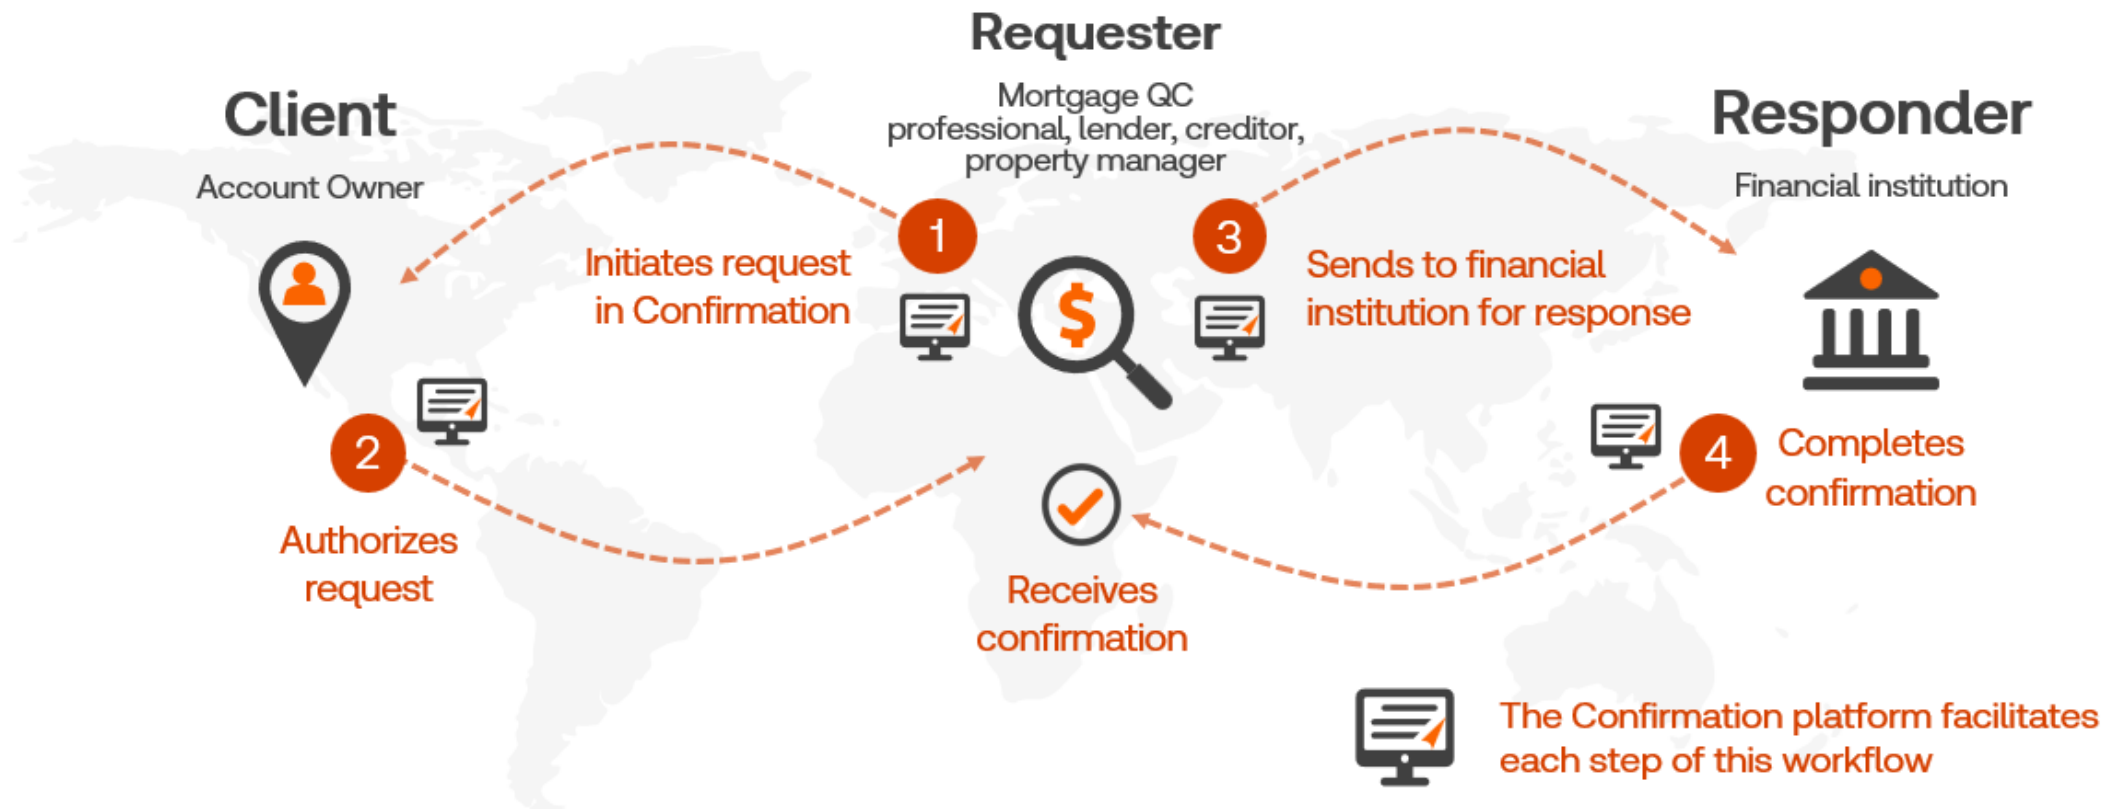 Client
Account Owner
Requester
Mortgage QC
professional, lender, creditor,
property manager
Responder
Financial institution
1
Initiates request
in Confirmation
$
2
Authorizes
request
3
Sends to financial
institution for response
4
Completes
confirmation
Receives
confirmation
The Confirmation platform facilitates
each step of this workflow